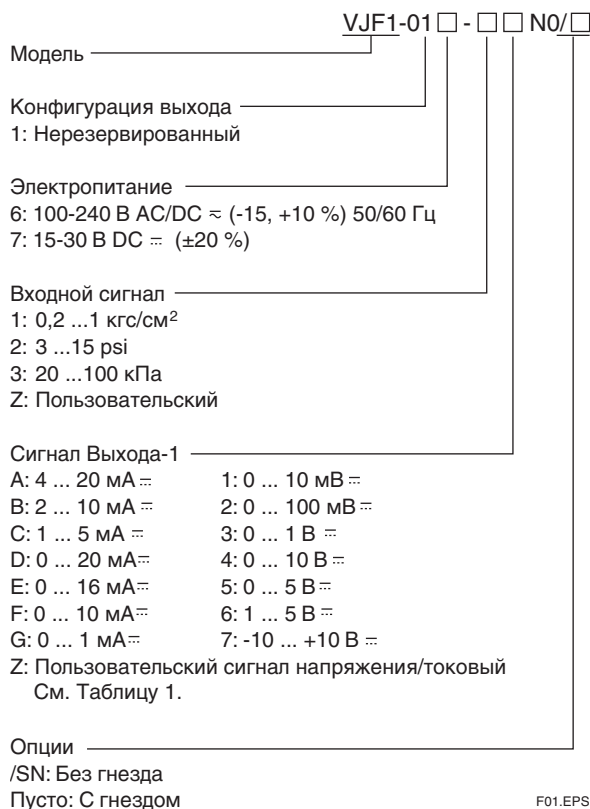 VJF1-01□ - □□ N0/□
Модель
Конфигурация выхода
1: Нерезервированный
Электропитание
6: 100-240 В AC/DC ≂ (-15, +10 %) 50/60 Гц
7: 15-30 В DC ⎓ (±20 %)
Входной сигнал
1: 0,2 ...1 кгс/см²
2: 3 ...15 psi
3: 20 ...100 кПа
Z: Пользовательский
Сигнал Выхода-1
A: 4 ... 20 мА ⎓ 1: 0 ... 10 мВ ⎓
B: 2 ... 10 мА ⎓ 2: 0 ... 100 мВ ⎓
C: 1 ... 5 мА ⎓ 3: 0 ... 1 В ⎓
D: 0 ... 20 мА⎓ 4: 0 ... 10 В ⎓
E: 0 ... 16 мА⎓ 5: 0 ... 5 В ⎓
F: 0 ... 10 мА⎓ 6: 1 ... 5 В ⎓
G: 0 ... 1 мА⎓ 7: -10 ... +10 В ⎓
Z: Пользовательский сигнал напряжения/токовый
См. Таблицу 1.
Опции
/SN: Без гнезда
Пусто: С гнездом
F01.EPS